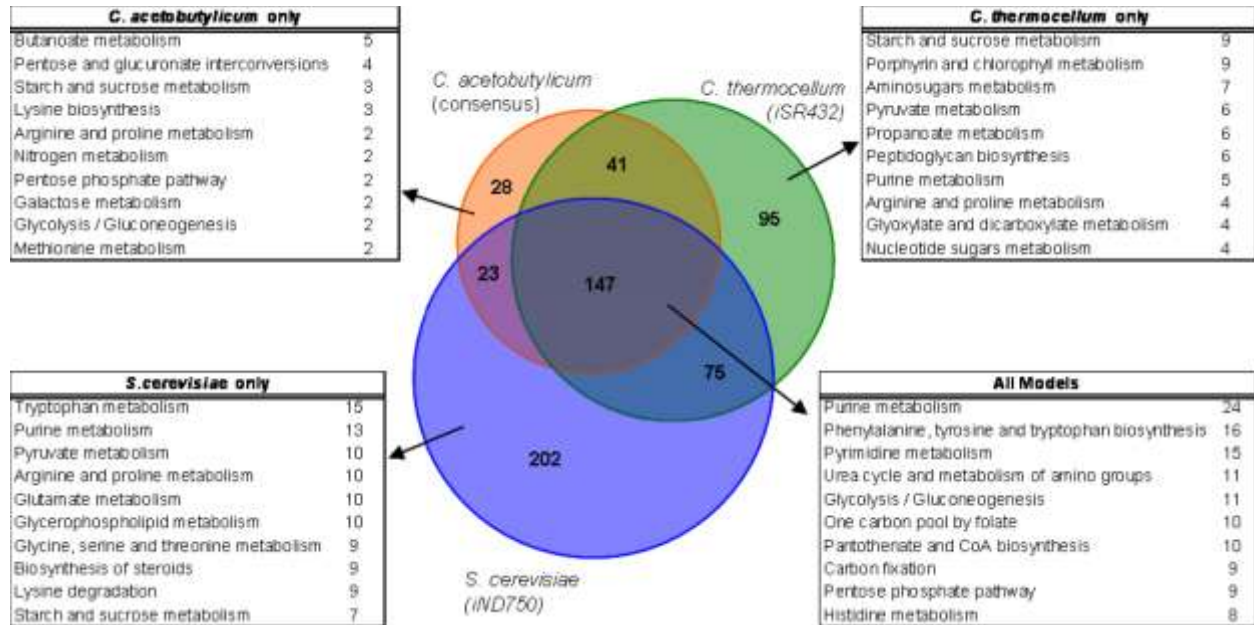 C. acetobutylicum only
Butanoate metabolism 5
Pentose and glucuronate interconversions 4
Starch and sucrose metabolism 3
Lysine biosynthesis 3
Arginine and proline metabolism 2
Nitrogen metabolism 2
Pentose phosphate pathway 2
Galactose metabolism 2
Glycolysis / Gluconeogenesis 2
Methionine metabolism 2
C. acetobutylicum
(consensus)
C. thermocellum
(iSR432)
28
41
95
23
147
75
202
S. cerevisiae
(iND750)
C. thermocellum only
Starch and sucrose metabolism 9
Porphyrin and chlorophyll metabolism 9
Aminosugars metabolism 7
Pyruvate metabolism 6
Propanoate metabolism 6
Peptidoglycan biosynthesis 6
Purine metabolism 5
Arginine and proline metabolism 4
Glyoxylate and dicarboxylate metabolism 4
Nucleotide sugars metabolism 4
S.cerevisiae only
Tryptophan metabolism 15
Purine metabolism 13
Pyruvate metabolism 10
Arginine and proline metabolism 10
Glutamate metabolism 10
Glycerophospholipid metabolism 10
Glycine, serine and threonine metabolism 9
Biosynthesis of steroids 9
Lysine degradation 9
Starch and sucrose metabolism 7
All Models
Purine metabolism 24
Phenylalanine, tyrosine and tryptophan biosynthesis 16
Pyrimidine metabolism 15
Urea cycle and metabolism of amino groups 11
Glycolysis / Gluconeogenesis 11
One carbon pool by folate 10
Pantothenate and CoA biosynthesis 10
Carbon fixation 9
Pentose phosphate pathway 9
Histidine metabolism 8